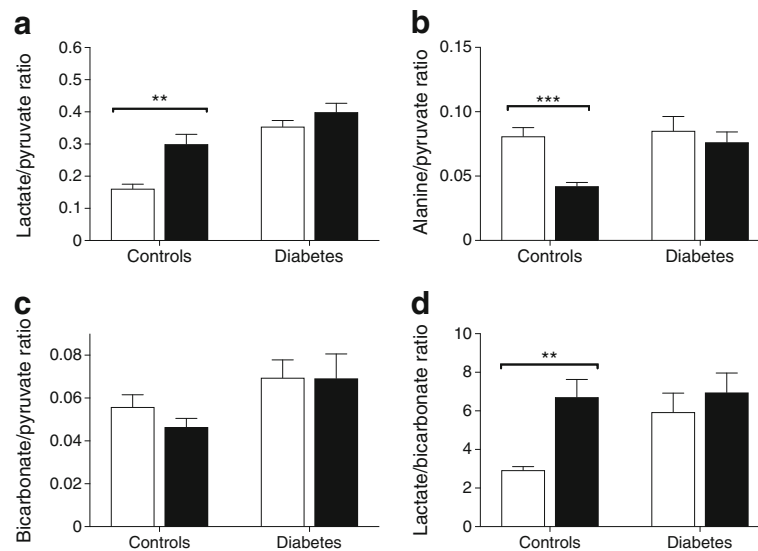 a
Lactate/pyruvate ratio
0.6
0.5
0.4
0.3
0.2
0.1
0
**
Controls
Diabetes
b
Alanine/pyruvate ratio
0.15
0.10
0.05
0
***
Controls
Diabetes
c
Bicarbonate/pyruvate ratio
0.08
0.06
0.04
0.02
0
Controls
Diabetes
d
Lactate/bicarbonate ratio
10
8
6
4
2
0
**
Controls
Diabetes